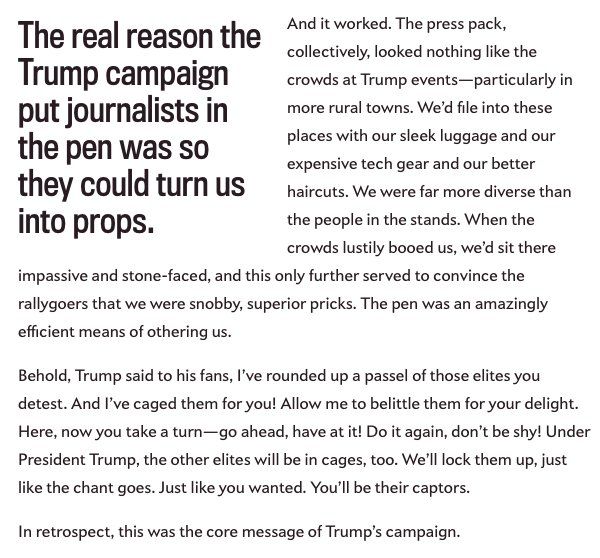 The real reason the
Trump campaign
put journalists in
the pen was so
they could turn us
into props.
And it worked. The press pack,
collectively, looked nothing like the
crowds at Trump events—particularly in
more rural towns. We’d file into these
places with our sleek luggage and our
expensive tech gear and our better
haircuts. We were far more diverse than
the people in the stands. When the
crowds lustily booed us, we’d sit there
impassive and stone-faced, and this only further served to convince the
rallygoers that we were snobby, superior pricks. The pen was an amazingly
efficient means of othering us.
Behold, Trump said to his fans, I’ve rounded up a passel of those elites you
detest. And I’ve caged them for you! Allow me to belittle them for your delight.
Here, now you take a turn—go ahead, have at it! Do it again, don’t be shy! Under
President Trump, the other elites will be in cages, too. We’ll lock them up, just
like the chant goes. Just like you wanted. You’ll be their captors.
In retrospect, this was the core message of Trump’s campaign.